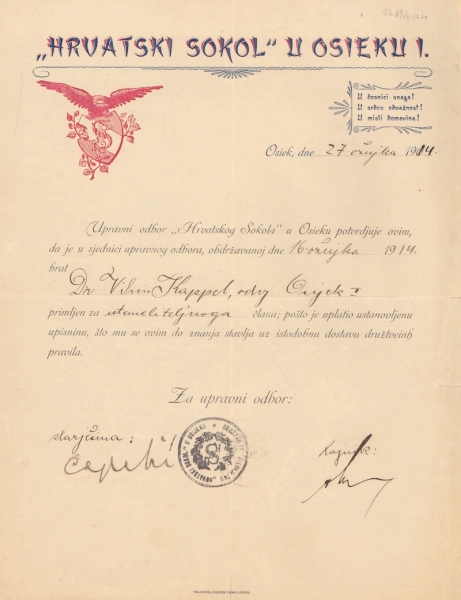 „HRVATSKI SOKOL“ U OSIEKU I.
U desnici snaga!
U srdcu odvažnost!
U misli domovina!
Osiek, dne 27 ožujka 1914.
Upravni odbor „Hrvatskog Sokola“ u Osieku potvrdjuje ovim,
da je u sjednici upravnog odbora, obdržavanoj dne 16 ožujka 1914.
brat
Dr Vilim Kappel, odvj. Osijek I
primljen za utemeljiteljnoga člana; pošto je uplatio ustanovljenu
upisninu, što mu se ovim do znanja stavlja uz istodobnu dostavu družtvenih
pravila.
Za upravni odbor:
starješina:
tajnik: